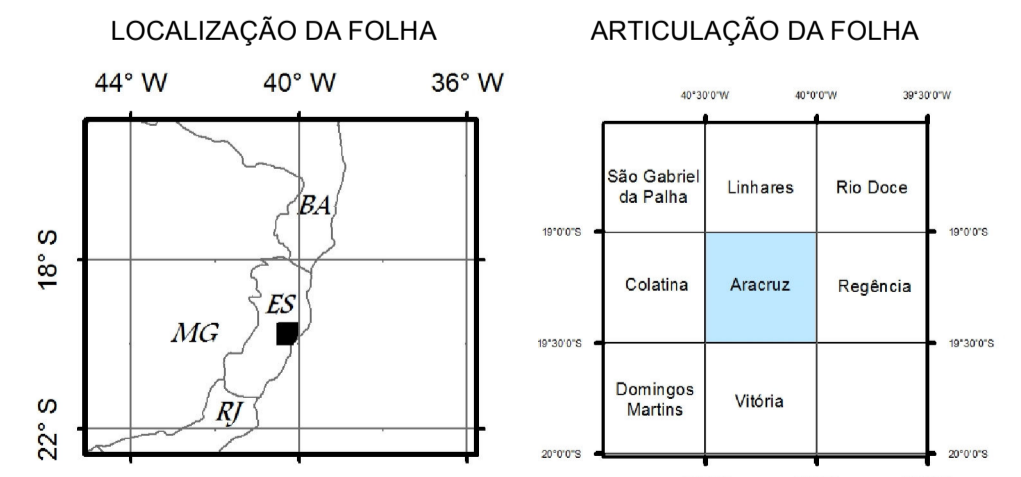 LOCALIZAÇÃO DA FOLHA
44° W 40° W 36° W
18° S
22° S
BA
ES
MG
RJ
ARTICULAÇÃO DA FOLHA
40°30'0"W 40°0'0"W 39°30'0"W
São Gabriel
da Palha
Linhares
Rio Doce
19°0'0"S 19°0'0"S
Colatina
Aracruz
Regência
19°30'0"S 19°30'0"S
Domingos
Martins
Vitória
20°0'0"S 20°0'0"S